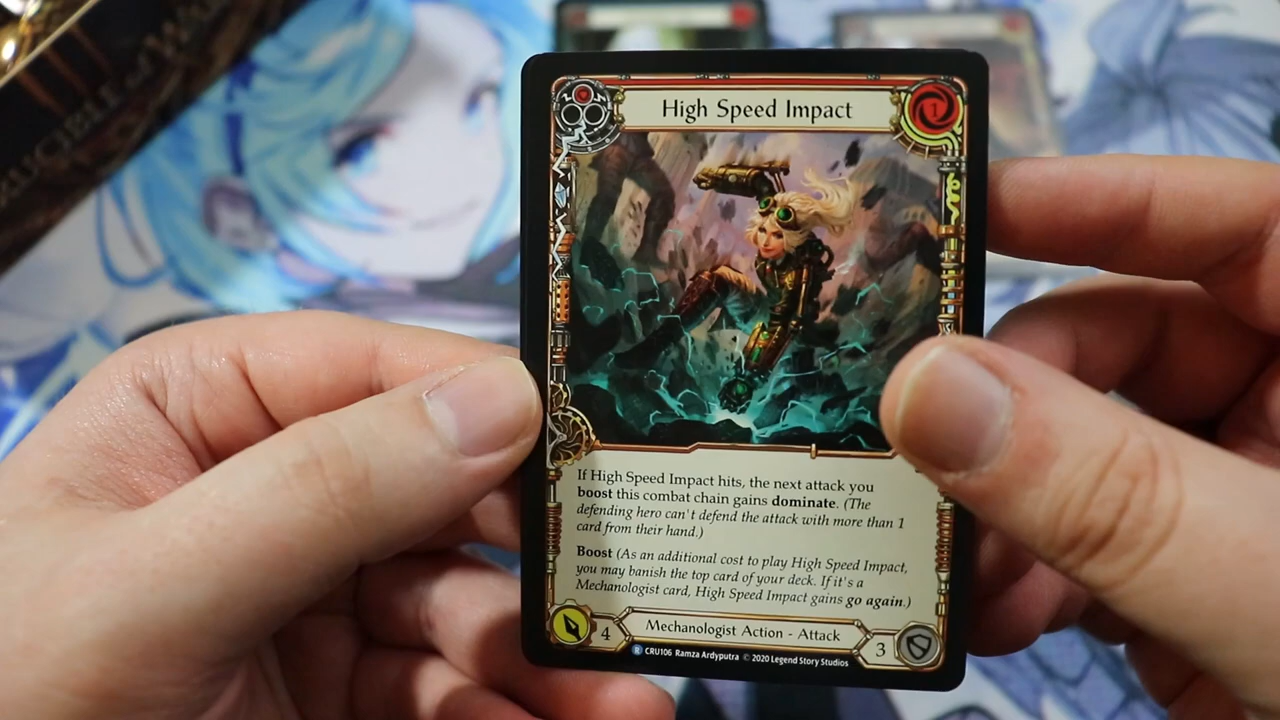 High Speed Impact
1
If High Speed Impact hits, the next attack you
boost this combat chain gains dominate. (The
defending hero can't defend the attack with more than 1
card from their hand.)
Boost (As an additional cost to play High Speed Impact,
you may banish the top card of your deck. If it's a
Mechanologist card, High Speed Impact gains go again.)
4
Mechanologist Action - Attack
3
R CRU106 Ramza Ardyputra © 2020 Legend Story Studios